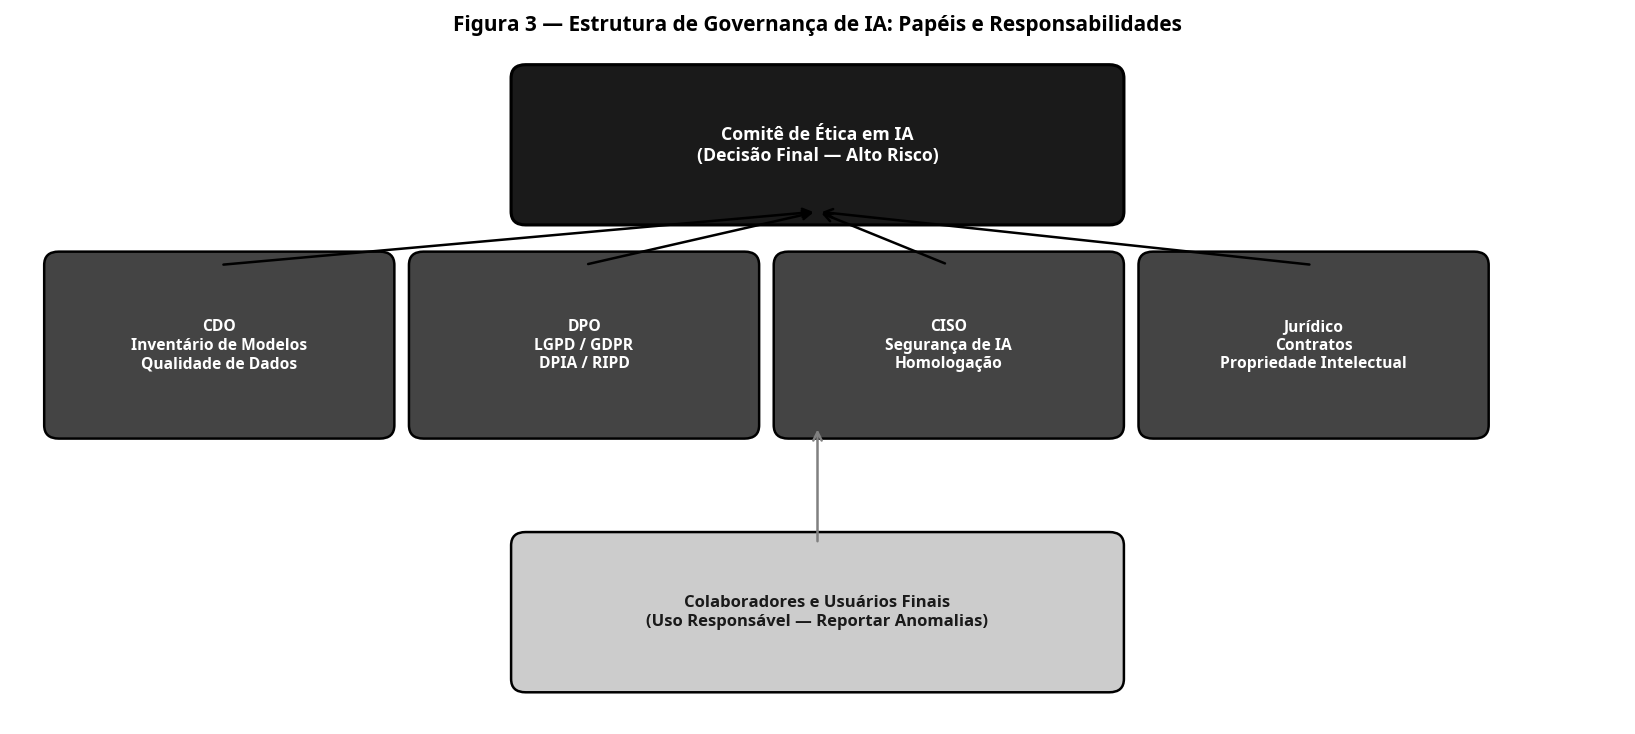 Figura 3 — Estrutura de Governança de IA: Papéis e Responsabilidades
Comitê de Ética em IA
(Decisão Final — Alto Risco)
CDO
Inventário de Modelos
Qualidade de Dados
DPO
LGPD / GDPR
DPIA / RIPD
CISO
Segurança de IA
Homologação
Jurídico
Contratos
Propriedade Intelectual
Colaboradores e Usuários Finais
(Uso Responsável — Reportar Anomalias)